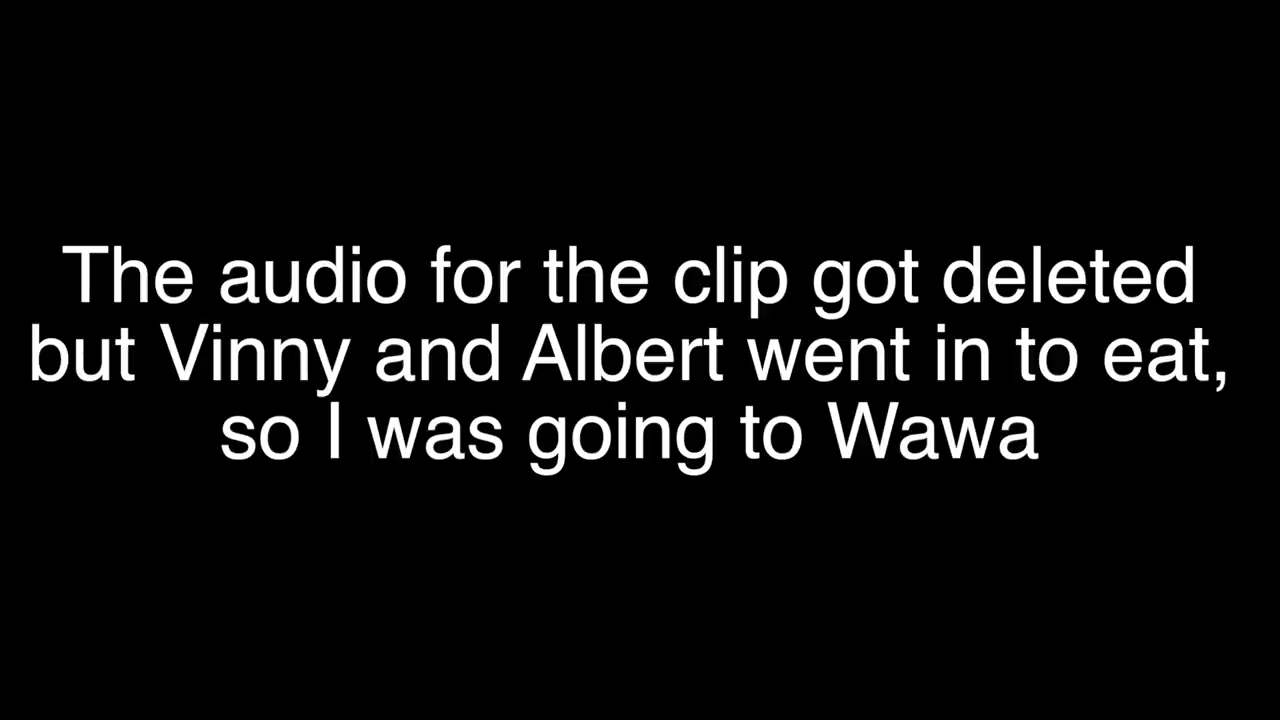 The audio for the clip got deleted
but Vinny and Albert went in to eat,
so I was going to Wawa